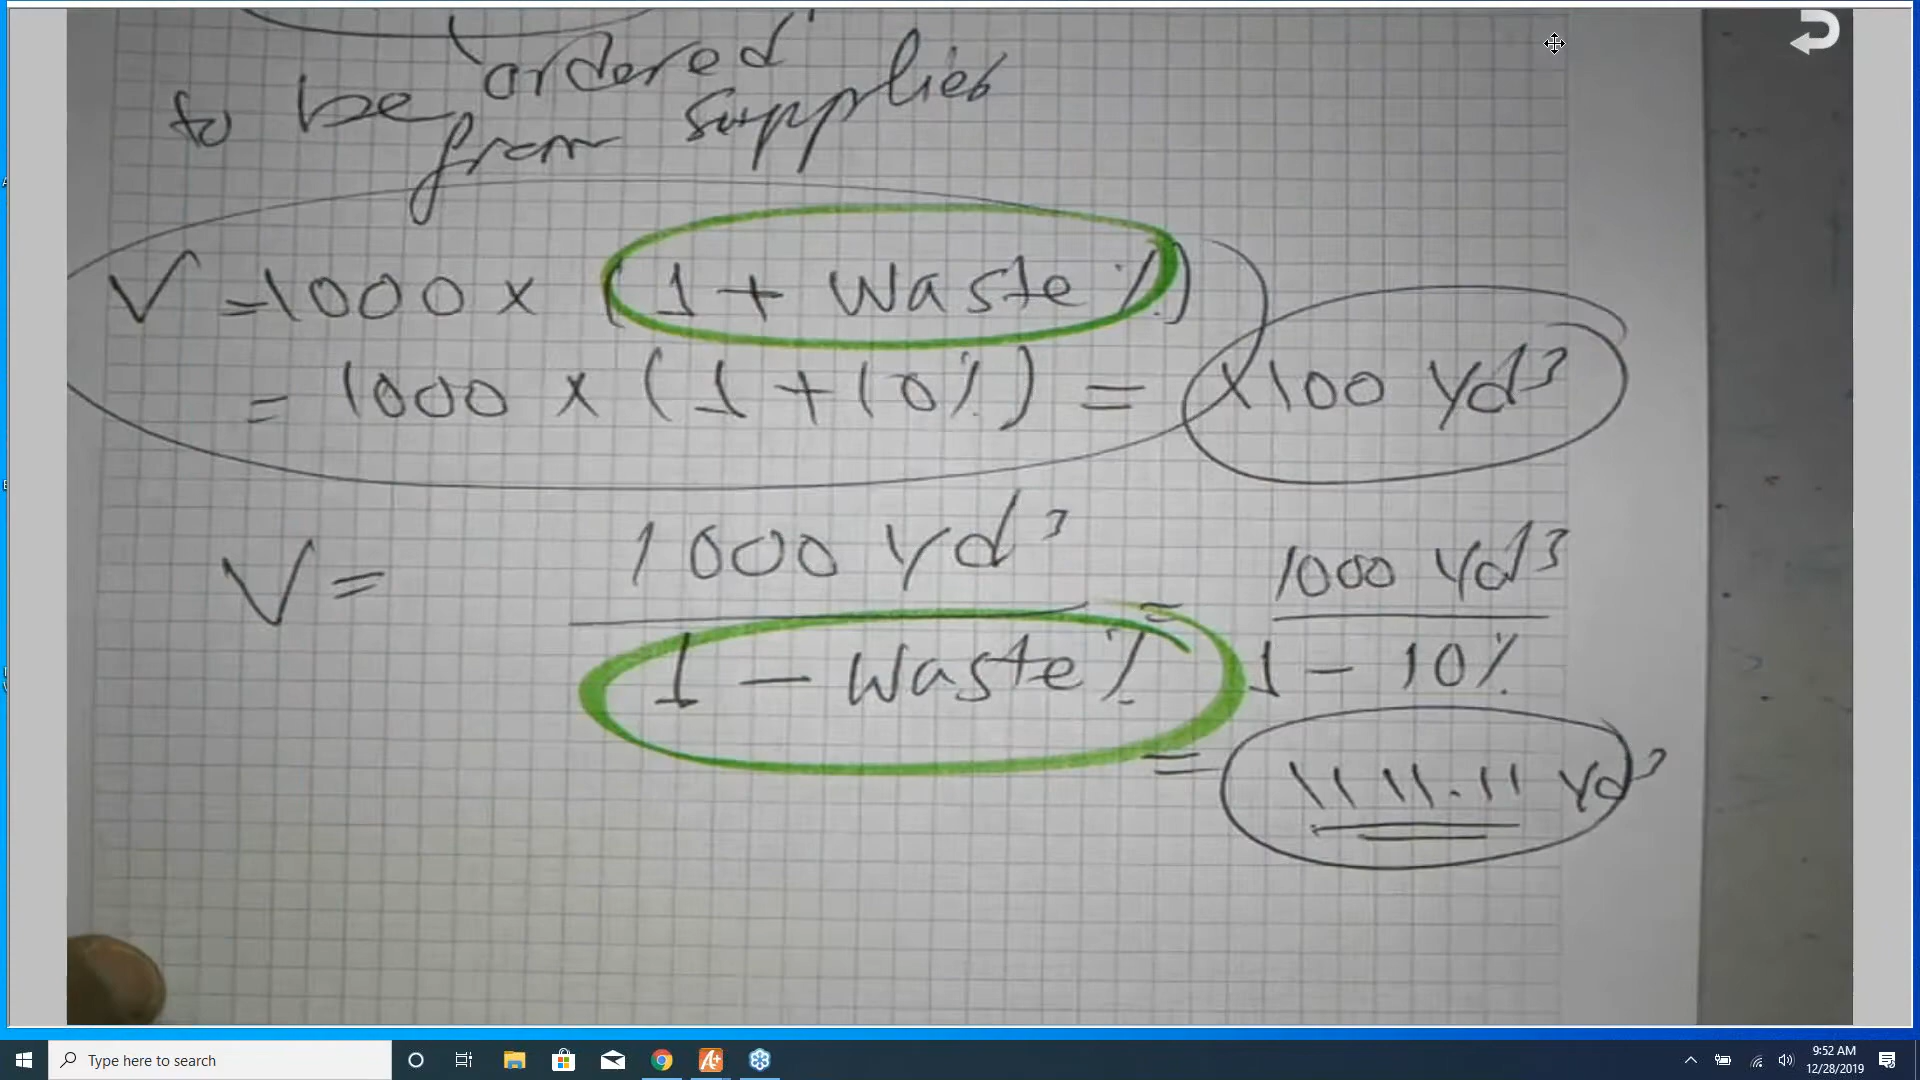 ordered
to be
from supplier
V = 1000 x (1 + Waste %)
= 1000 x (1 + 10%) = 1100 Yd³
V = 1000 Yd³ = 1000 Yd³
1 - Waste % 1 - 10%
= 1111.11 Yd³
Type here to search
9:52 AM
12/28/2019